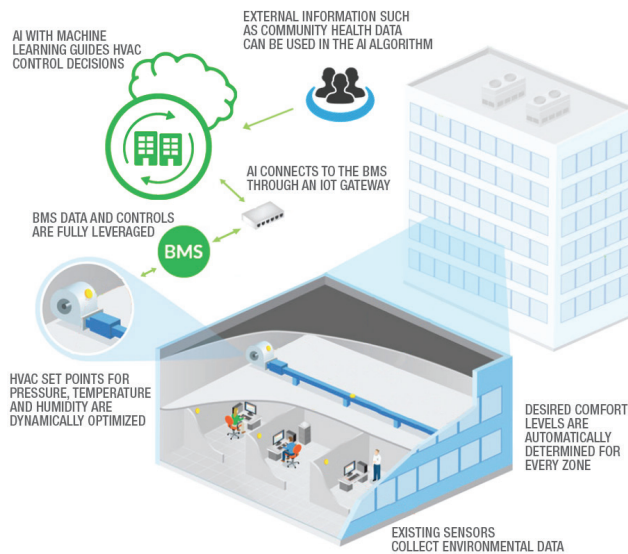 AI WITH MACHINE
LEARNING GUIDES HVAC
CONTROL DECISIONS
EXTERNAL INFORMATION SUCH
AS COMMUNITY HEALTH DATA
CAN BE USED IN THE AI ALGORITHM
AI CONNECTS TO THE BMS
THROUGH AN IOT GATEWAY
BMS DATA AND CONTROLS
ARE FULLY LEVERAGED
BMS
HVAC SET POINTS FOR
PRESSURE, TEMPERATURE
AND HUMIDITY ARE
DYNAMICALLY OPTIMIZED
DESIRED COMFORT
LEVELS ARE
AUTOMATICALLY
DETERMINED FOR
EVERY ZONE
EXISTING SENSORS
COLLECT ENVIRONMENTAL DATA